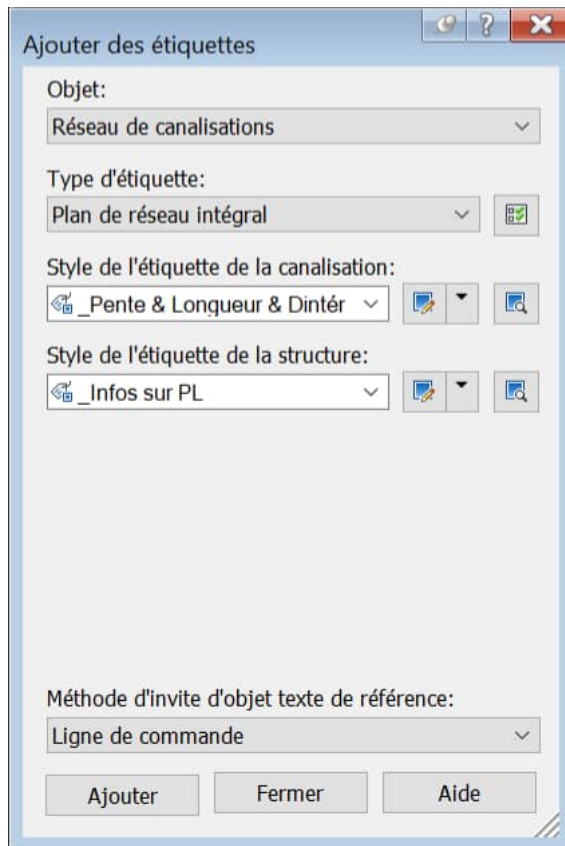 Ajouter des étiquettes
Objet:
Réseau de canalisations
Type d'étiquette:
Plan de réseau intégral
Style de l'étiquette de la canalisation:
_Pente & Longueur & Dintér
Style de l'étiquette de la structure:
_Infos sur PL
Méthode d'invite d'objet texte de référence:
Ligne de commande
Ajouter Fermer Aide